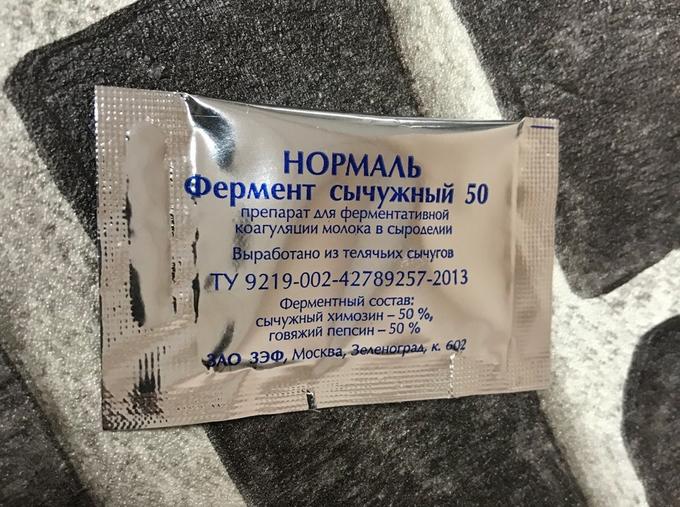 НОРМАЛЬ
Фермент сычужный 50
препарат для ферментативной
коагуляции молока в сыроделии
Выработано из телячьих сычугов
ТУ 9219-002-42789257-2013
Ферментный состав:
сычужный химозин – 50 %,
говяжий пепсин – 50 %
ЗАО ЗЭФ, Москва, Зеленоград, к. 602